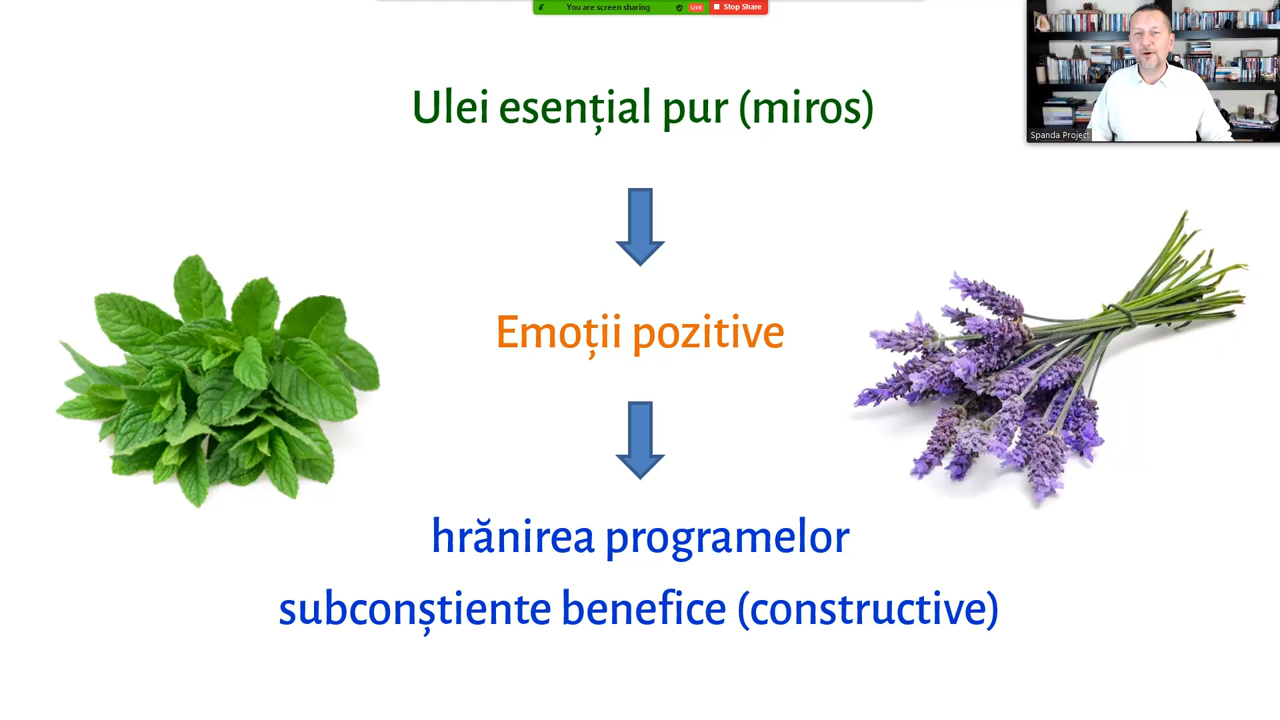 You are screen sharing LIVE Stop Share
Ulei esențial pur (miros)
Spanda Project
Emoții pozitive
hrănirea programelor
subconștiente benefice (constructive)